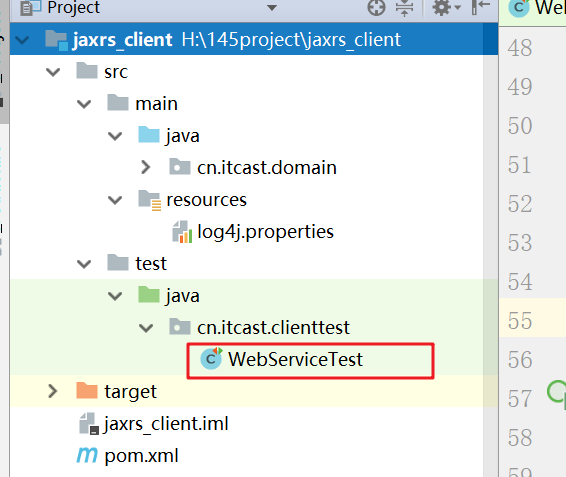 Project
We
jaxrs_client H:\145project\jaxrs_client
src
main
java
cn.itcast.domain
resources
log4j.properties
test
java
cn.itcast.clienttest
WebServiceTest
target
jaxrs_client.iml
pom.xml
48
49
50
51
52
53
54
55
56
57
58
59